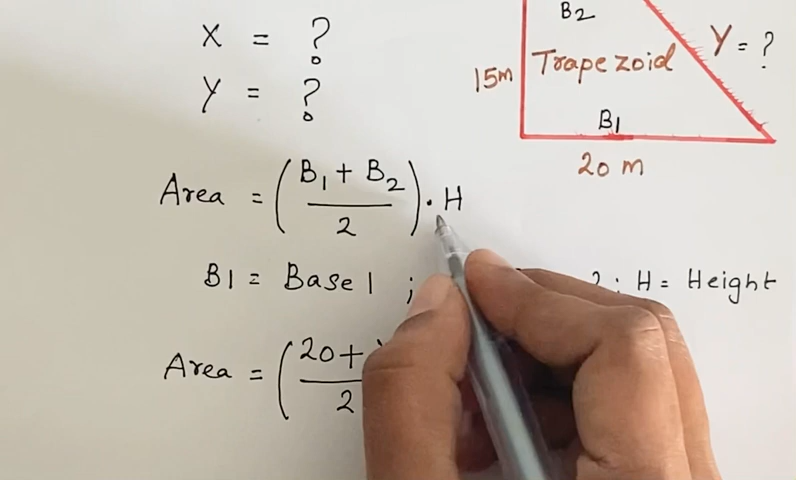 B2
X = ?
Y = ?
15m
Trapezoid
Y = ?
B1
20 m
Area = (B1 + B2 / 2) . H
B1 = Base 1 ; ? ; H = Height
Area = (20 + / 2